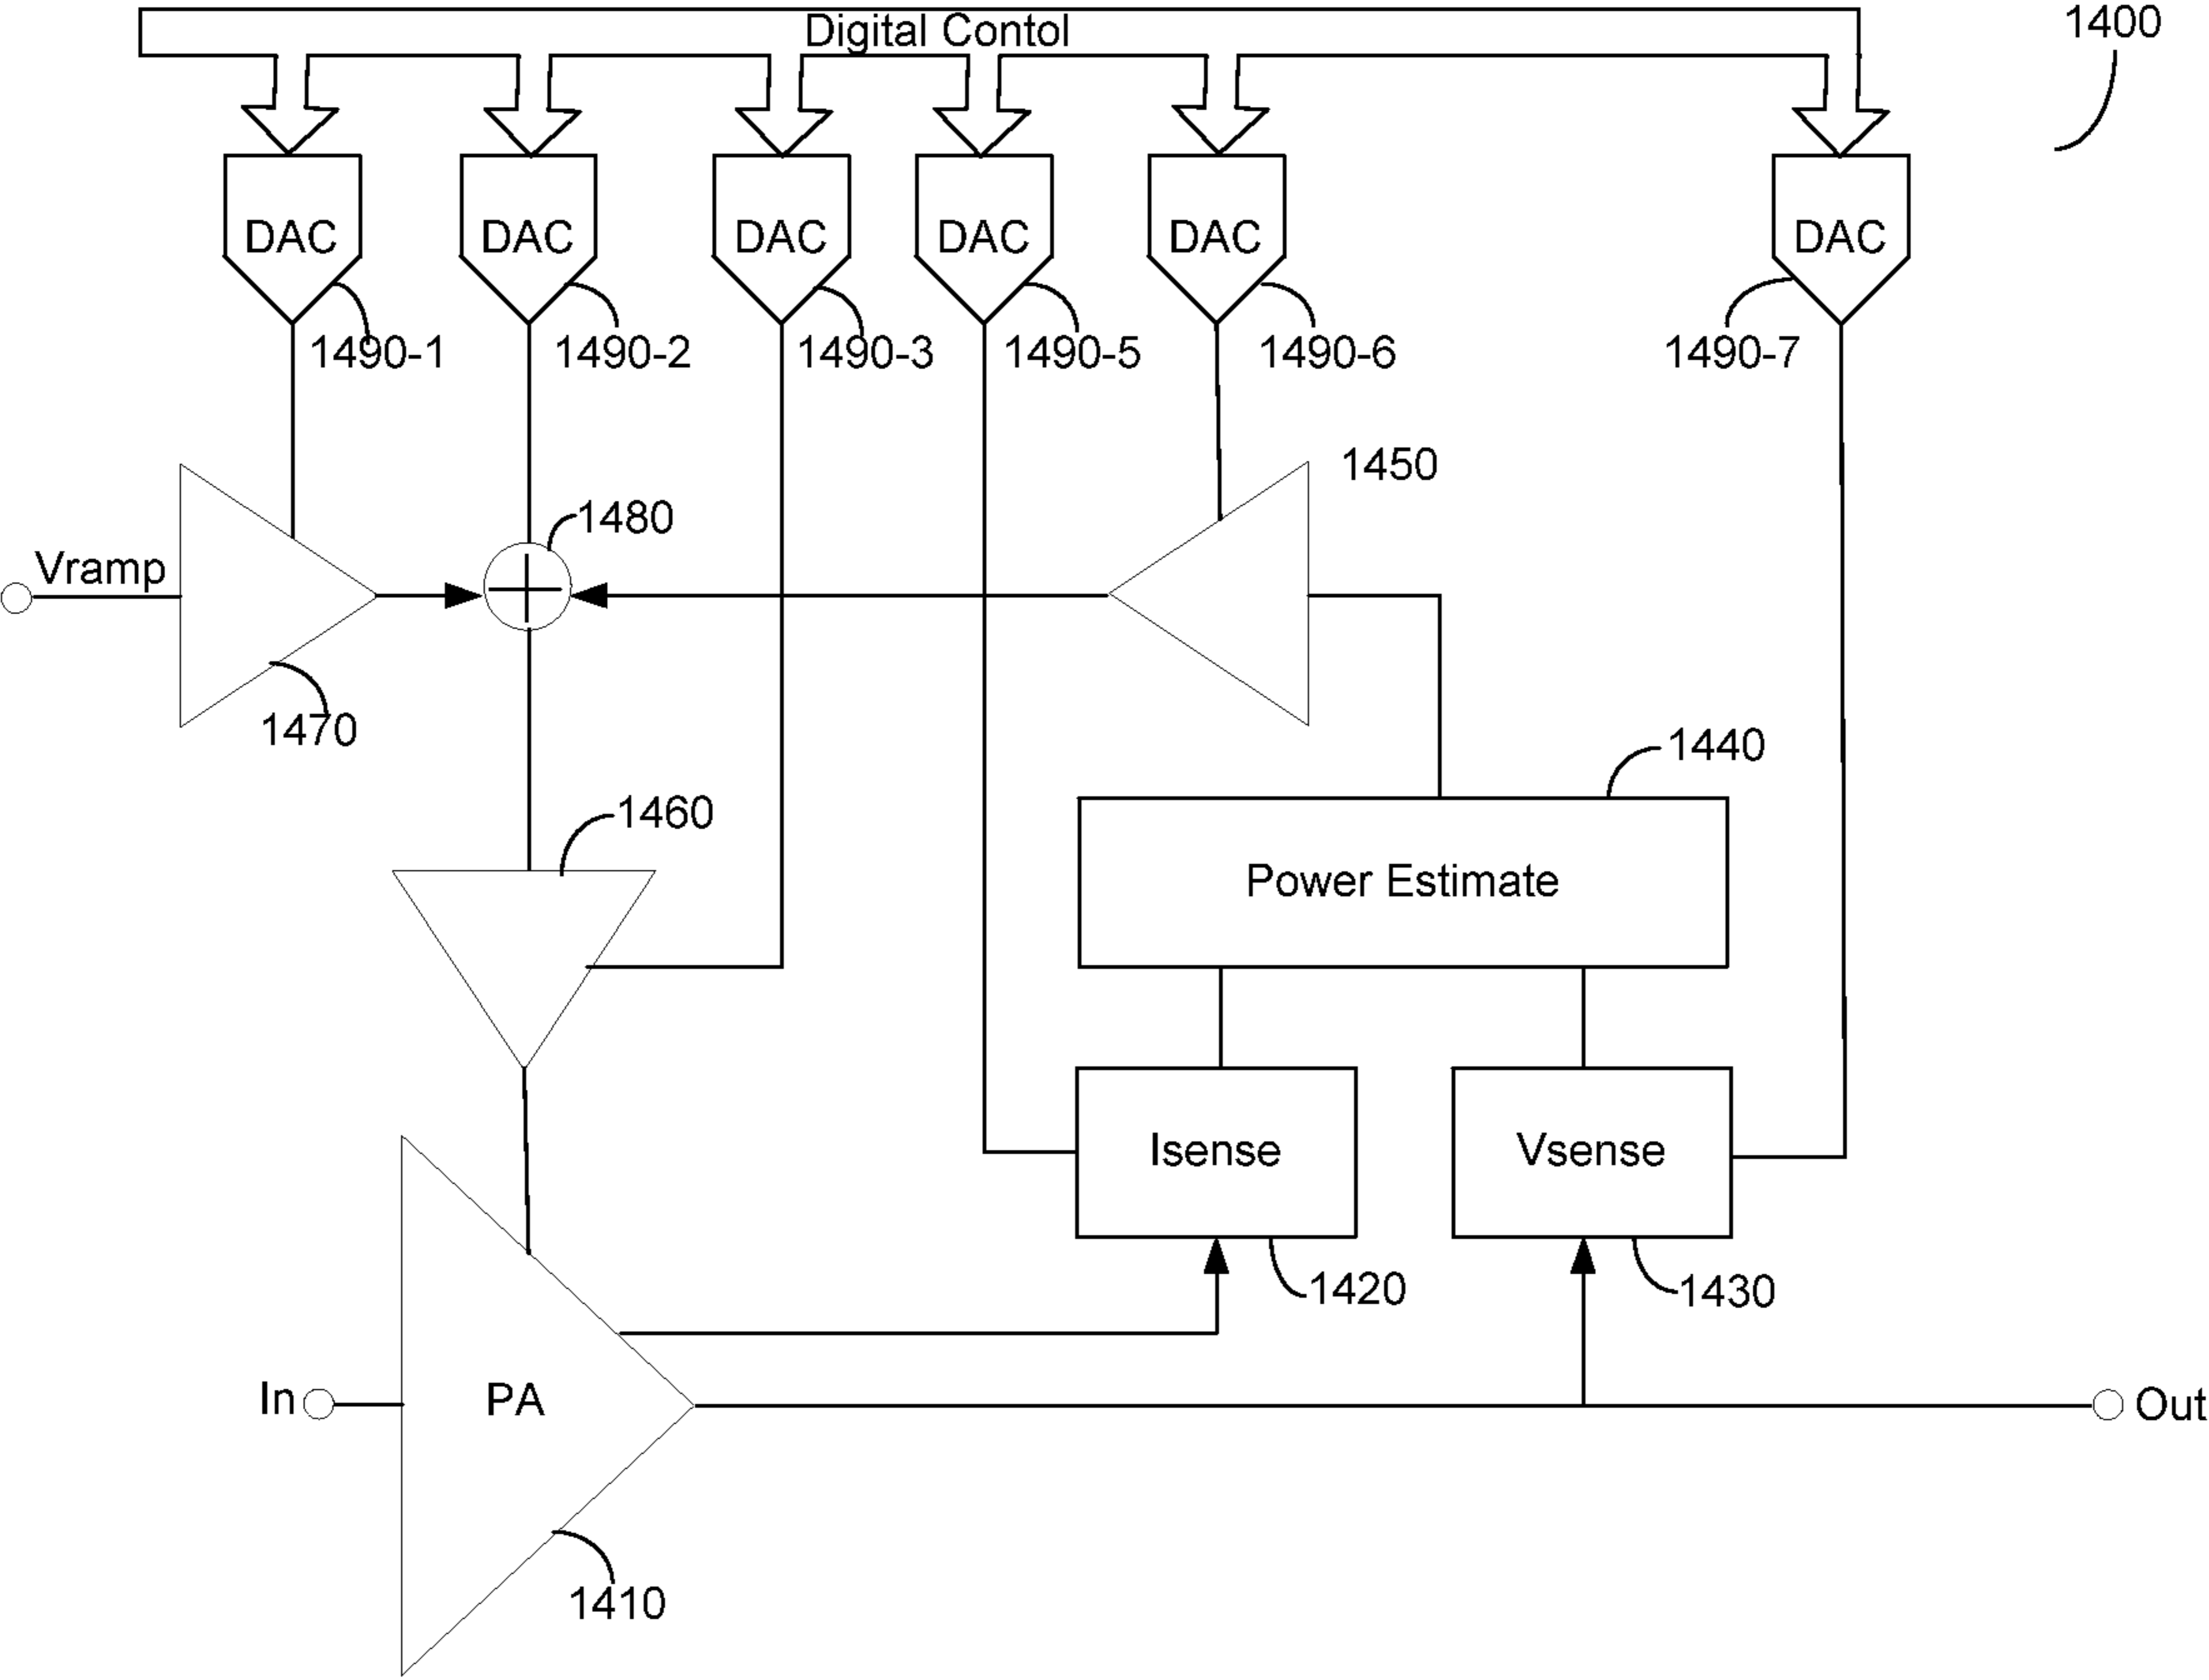 Digital Contol
1400
DAC DAC DAC DAC DAC DAC
1490-1 1490-2 1490-3 1490-5 1490-6 1490-7
1450
1480
Vramp
1470
1440
1460
Power Estimate
Isense Vsense
1420 1430
In PA Out
1410